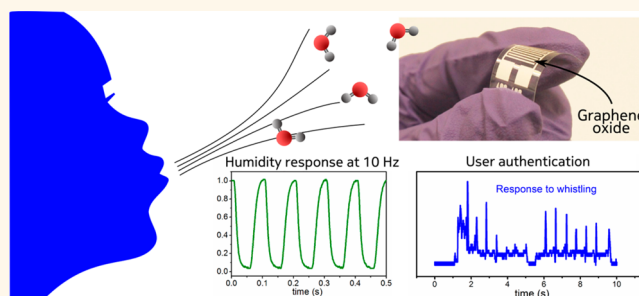 Graphene
oxide
Humidity response at 10 Hz
1.0
0.8
0.6
0.4
0.2
0.0
0.0 0.1 0.2 0.3 0.4 0.5
time (s)
User authentication
Response to whistling
0 2 4 6 8 10
time (s)